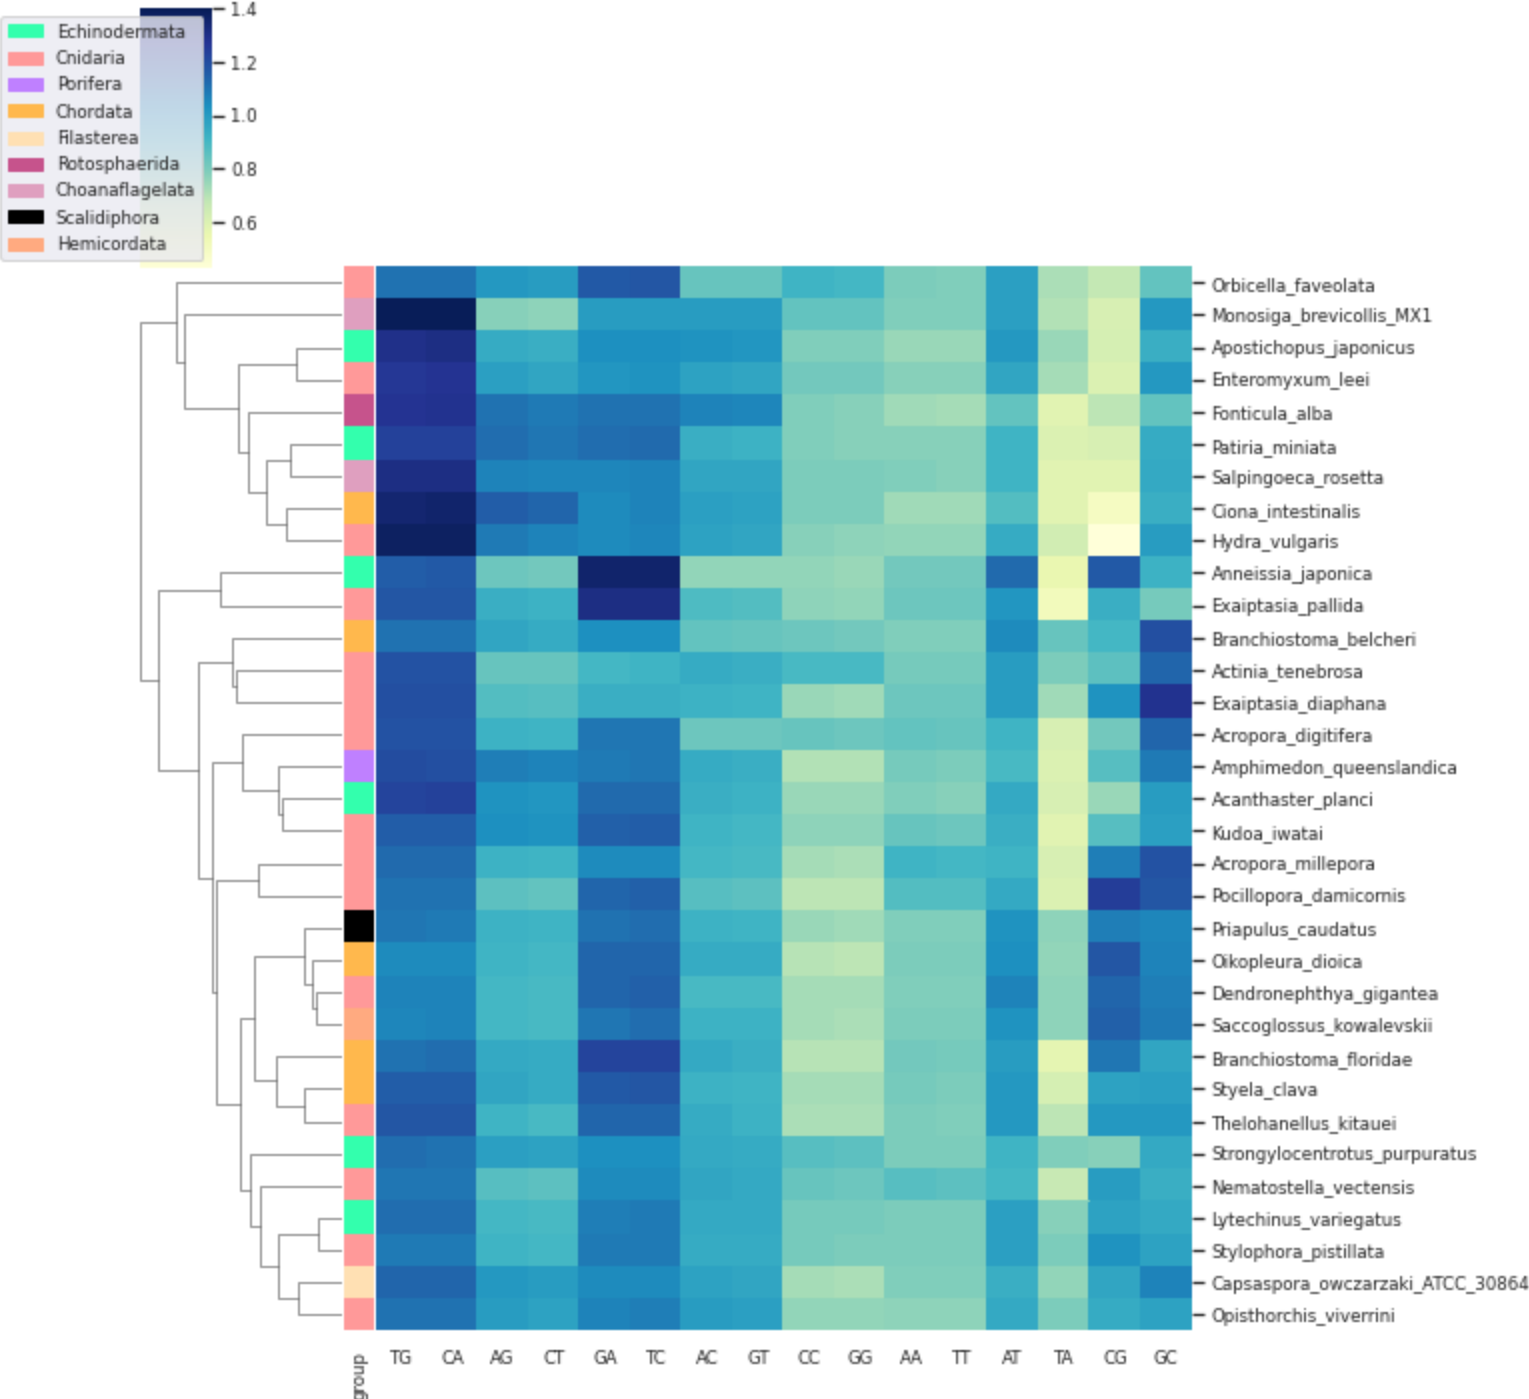 Echinodermata
Cnidaria
Porifera
Chordata
Filasterea
Rotosphaerida
Choanaflagelata
Scalidiphora
Hemicordata
1.4
1.2
1.0
0.8
0.6
Orbicella_faveolata
Monosiga_brevicollis_MX1
Apostichopus_japonicus
Enteromyxum_leei
Fonticula_alba
Patiria_miniata
Salpingoeca_rosetta
Ciona_intestinalis
Hydra_vulgaris
Anneissia_japonica
Exaiptasia_pallida
Branchiostoma_belcheri
Actinia_tenebrosa
Exaiptasia_diaphana
Acropora_digitifera
Amphimedon_queenslandica
Acanthaster_planci
Kudoa_iwatai
Acropora_millepora
Pocillopora_damicornis
Priapulus_caudatus
Oikopleura_dioica
Dendronephthya_gigantea
Saccoglossus_kowalevskii
Branchiostoma_floridae
Styela_clava
Thelohanellus_kitauei
Strongylocentrotus_purpuratus
Nematostella_vectensis
Lytechinus_variegatus
Stylophora_pistillata
Capsaspora_owczarzaki_ATCC_30864
Opisthorchis_viverrini
group
TG CA AG CT GA TC AC GT CC GG AA TT AT TA CG GC